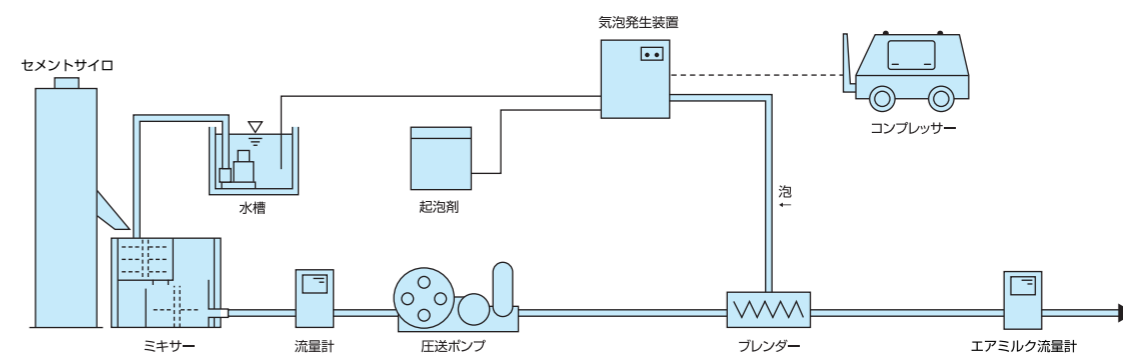 気泡発生装置
セメントサイロ
コンプレッサー
水槽
起泡剤
泡
←
ミキサー
流量計
圧送ポンプ
ブレンダー
エアミルク流量計